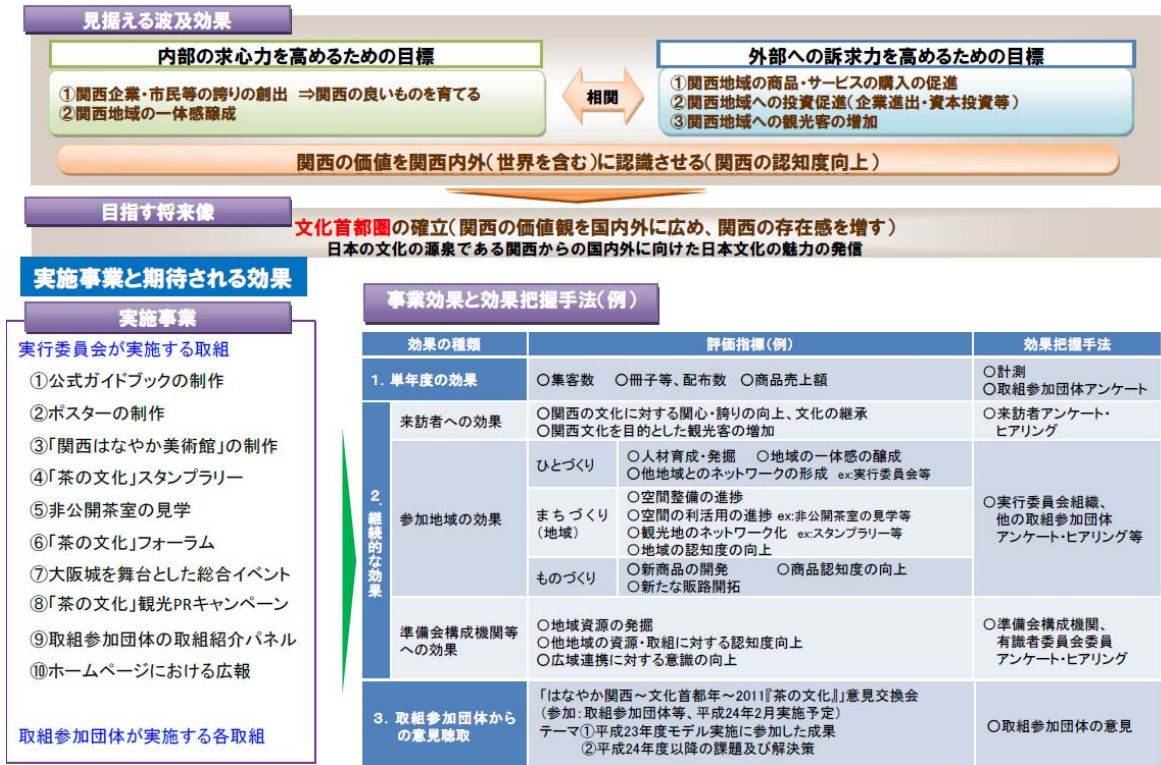 見据える波及効果
内部の求心力を高めるための目標
①関西企業・市民等の誇りの創出 ⇒関西の良いものを育てる
②関西地域の一体感醸成
相関
外部への訴求力を高めるための目標
①関西地域の商品・サービスの購入の促進
②関西地域への投資促進(企業進出・資本投資等)
③関西地域への観光客の増加
関西の価値を関西内外(世界を含む)に認識させる(関西の認知度向上)
目指す将来像
文化首都圏の確立(関西の価値観を国内外に広め、関西の存在感を増す)
日本の文化の源泉である関西からの国内外に向けた日本文化の魅力の発信
実施事業と期待される効果
実施事業
実行委員会が実施する取組
①公式ガイドブックの制作
②ポスターの制作
③「関西はなやか美術館」の制作
④「茶の文化」スタンプラリー
⑤非公開茶室の見学
⑥「茶の文化」フォーラム
⑦大阪城を舞台とした総合イベント
⑧「茶の文化」観光PRキャンペーン
⑨取組参加団体の取組紹介パネル
⑩ホームページにおける広報
取組参加団体が実施する各取組
事業効果と効果把握手法(例)
効果の種類 評価指標(例) 効果把握手法
1. 単年度の効果
○集客数 ○冊子等、配布数 ○商品売上額
○計測
○取組参加団体アンケート
2. 継続的な効果
来訪者への効果
○関西の文化に対する関心・誇りの向上、文化の継承
○関西文化を目的とした観光客の増加
○来訪者アンケート・
ヒアリング
参加地域の効果
ひとづくり
○人材育成・発掘 ○地域の一体感の醸成
○他地域とのネットワークの形成 ex:実行委員会等
まちづくり
(地域)
○空間整備の進捗
○空間の利活用の進捗 ex:非公開茶室の見学等
○観光地のネットワーク化 ex:スタンプラリー等
○地域の認知度の向上
ものづくり
○新商品の開発 ○商品認知度の向上
○新たな販路開拓
○実行委員会組織、
他の取組参加団体
アンケート・ヒアリング等
準備会構成機関等
への効果
○地域資源の発掘
○他地域の資源・取組に対する認知度向上
○広域連携に対する意識の向上
○準備会構成機関、
有識者委員会委員
アンケート・ヒアリング
3. 取組参加団体から
の意見聴取
「はなやか関西~文化首都年~2011『茶の文化』」意見交換会
(参加:取組参加団体等、平成24年2月実施予定)
テーマ①平成23年度モデル実施に参加した成果
②平成24年度以降の課題及び解決策
○取組参加団体の意見